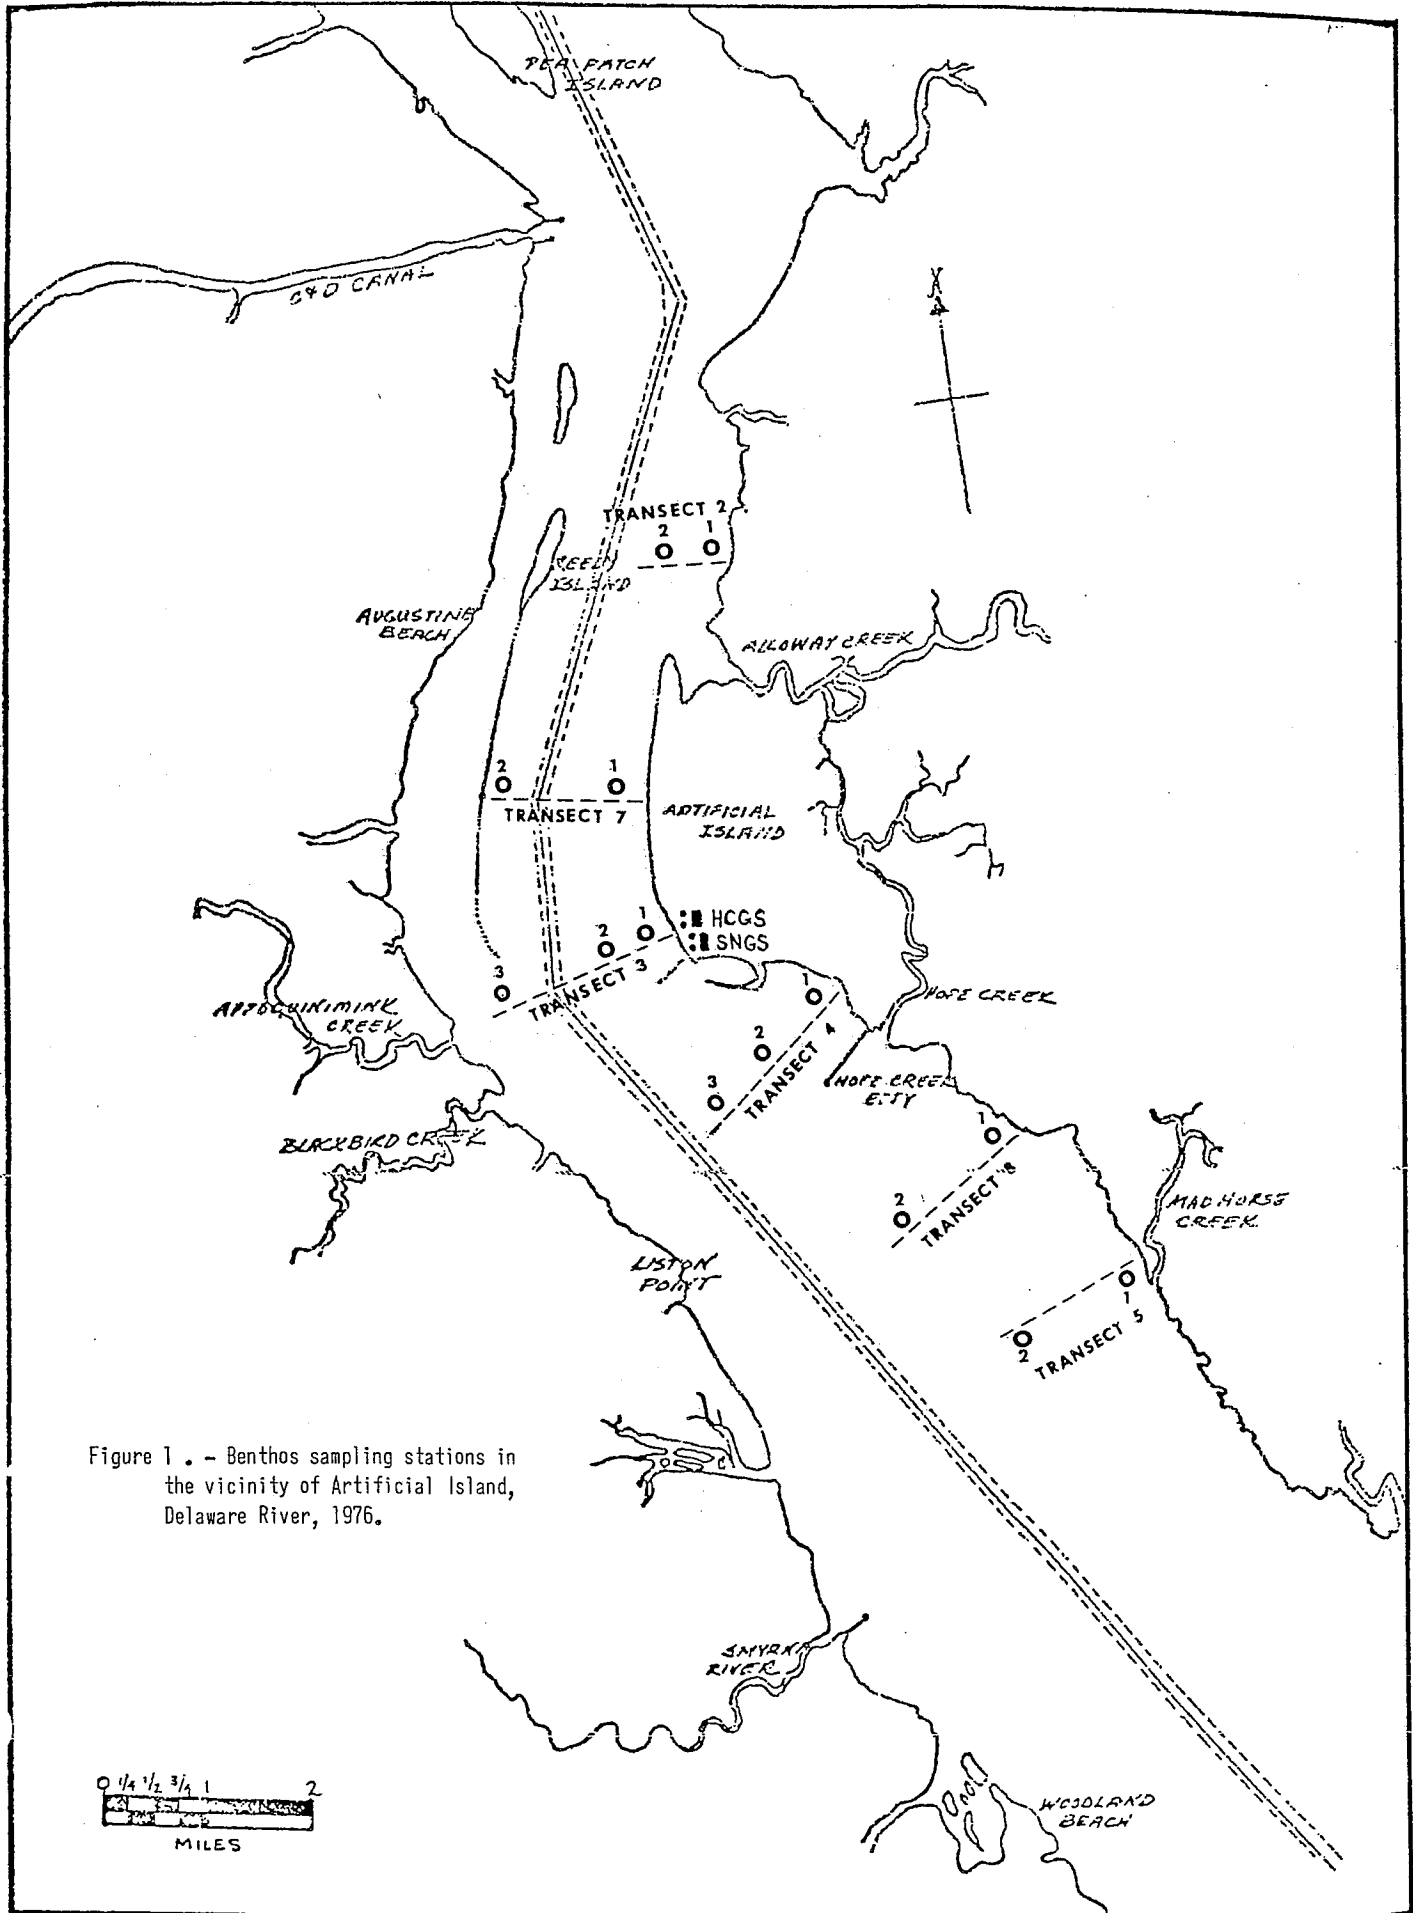 PEA PATCH
ISLAND
C&D CANAL
N
TRANSECT 2
2 1
REEDY
ISLAND
AUGUSTINE
BEACH
ALLOWAY CREEK
2 1
TRANSECT 7
ARTIFICIAL
ISLAND
HCGS
SNGS
3 2 1
TRANSECT 3
APPOQUINIMINK
CREEK
HOPE CREEK
3 2 1
TRANSECT 4
HOPE CREEK
JETTY
BLACKBIRD CREEK
2 1
TRANSECT 8
MAD HORSE
CREEK
LISTON
POINT
2 1
TRANSECT 5
Figure 1 . - Benthos sampling stations in
the vicinity of Artificial Island,
Delaware River, 1976.
SMYRNA
RIVER
0 1/4 1/2 3/4 1 2
MILES
WOODLAND
BEACH